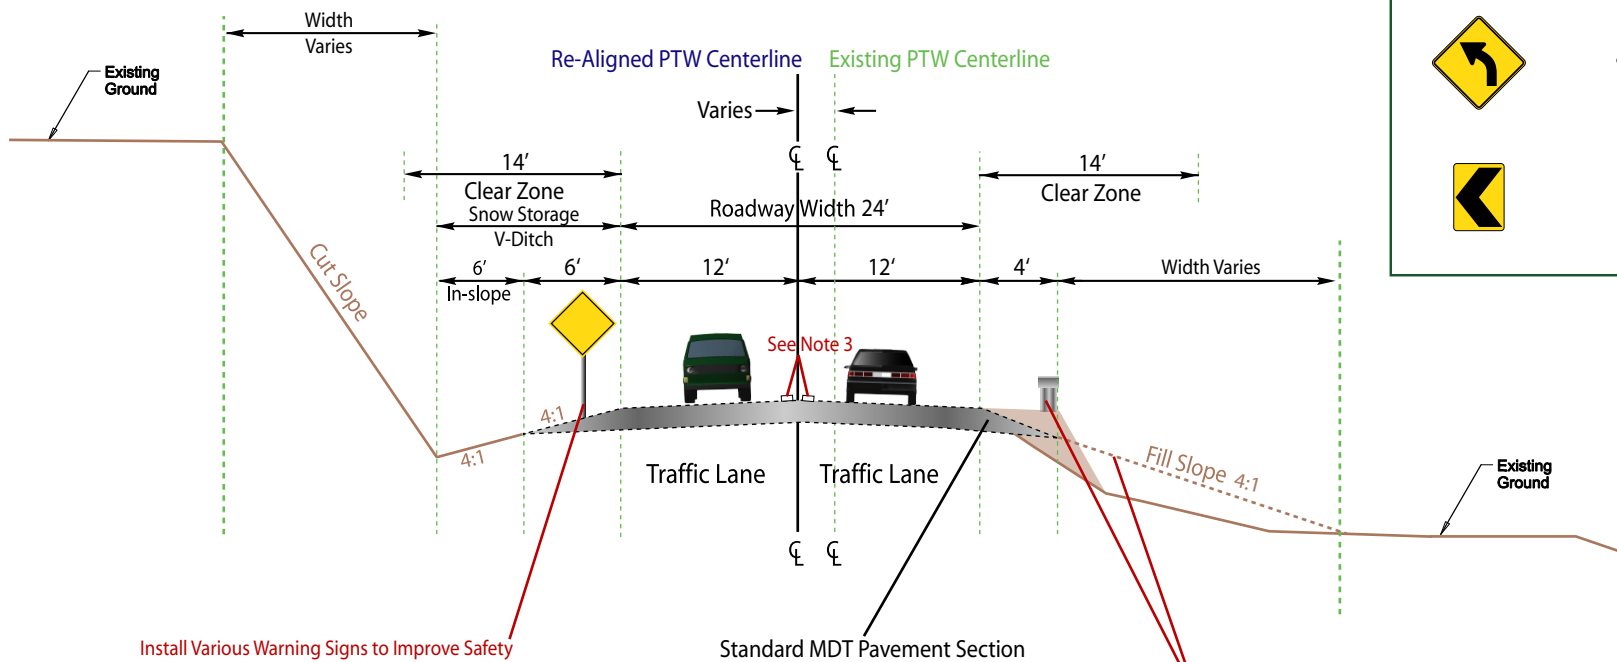 Width
Varies
Re-Aligned PTW Centerline
Existing PTW Centerline
Existing
Ground
Varies
℄ ℄
14'
Clear Zone
14'
Clear Zone
Snow Storage
V-Ditch
Roadway Width 24'
Cut Slope
6'
In-slope
6'
12'
12'
4'
Width Varies
See Note 3
4:1
4:1
Fill Slope 4:1
Traffic Lane
Traffic Lane
Existing
Ground
℄ ℄
Install Various Warning Signs to Improve Safety
Standard MDT Pavement Section